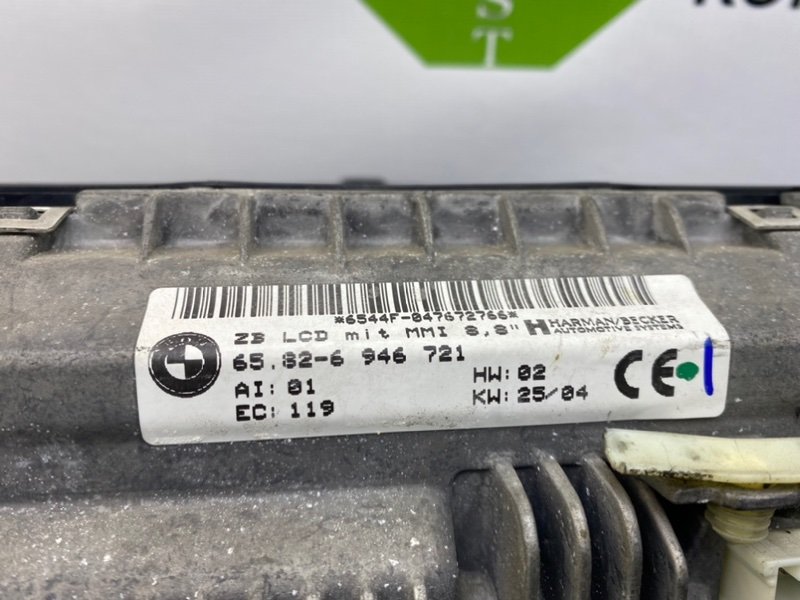 S
T
*6544F-047672766*
ZB LCD mit MMI 8,8" H HARMAN/BECKER
AUTOMOTIVE SYSTEMS
65.82-6 946 721
AI: 01 HW: 02
EC: 119 KW: 25/04
CE